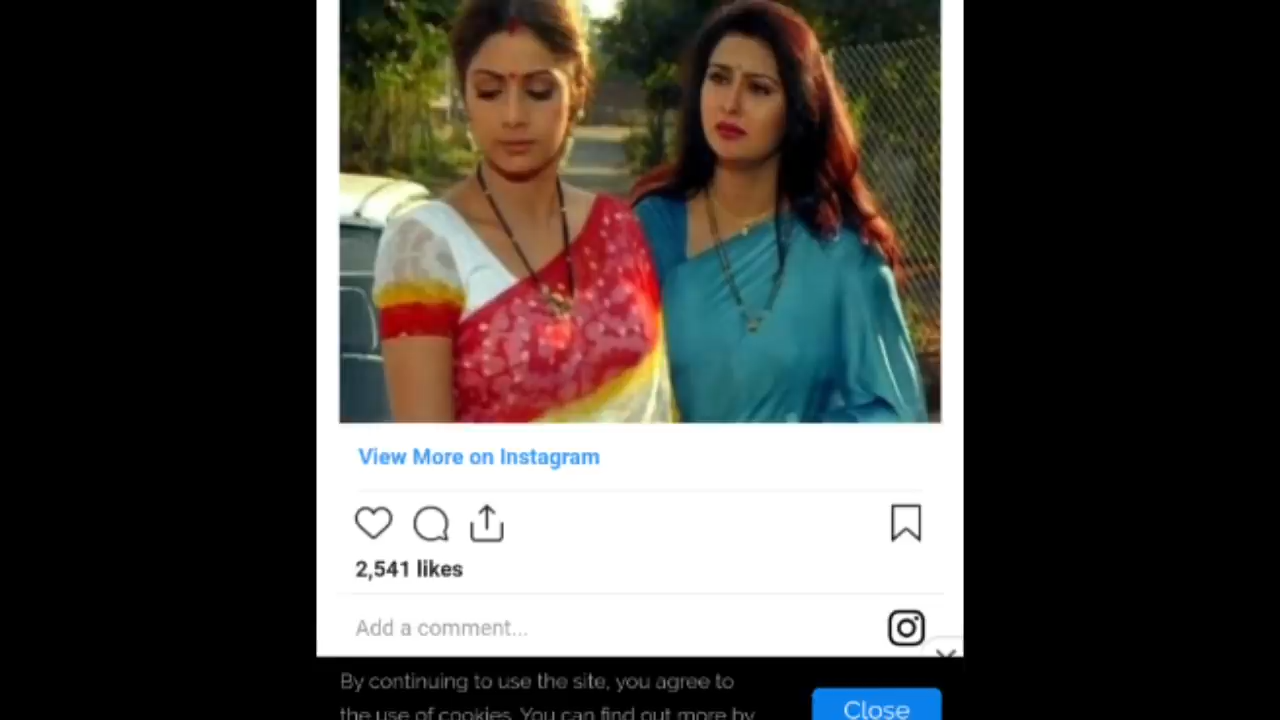 View More on Instagram
2,541 likes
Add a comment...
By continuing to use the site, you agree to
the use of cookies. You can find out more by
Close